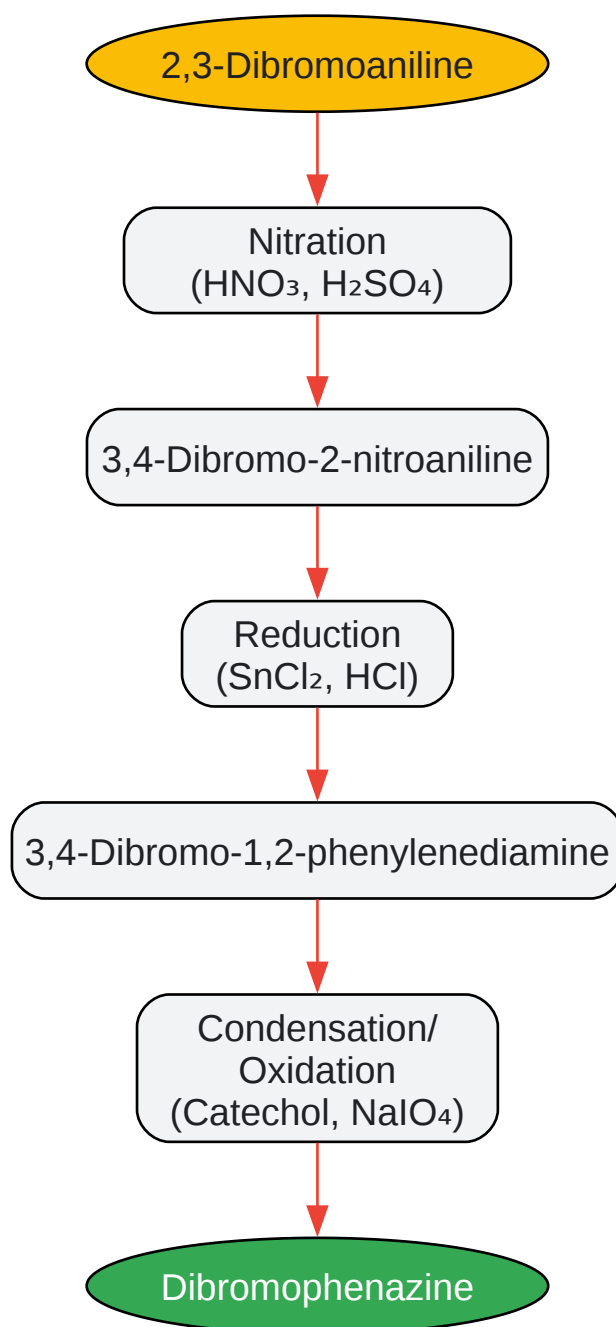 2,3-Dibromoaniline
Nitration
(HNO₃, H₂SO₄)
3,4-Dibromo-2-nitroaniline
Reduction
(SnCl₂, HCl)
3,4-Dibromo-1,2-phenylenediamine
Condensation/
Oxidation
(Catechol, NaIO₄)
Dibromophenazine